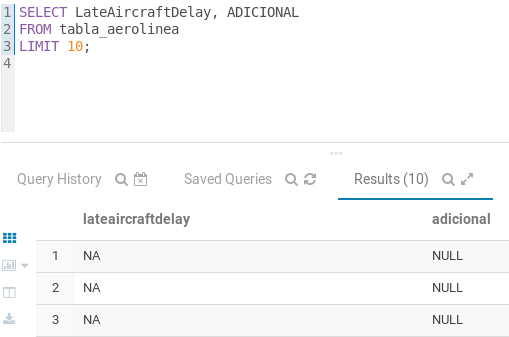 1 SELECT LateAircraftDelay, ADICIONAL
2 FROM tabla_aerolinea
3 LIMIT 10;
4
Query History Saved Queries Results (10)
lateaircraftdelay adicional
1 NA NULL
2 NA NULL
3 NA NULL